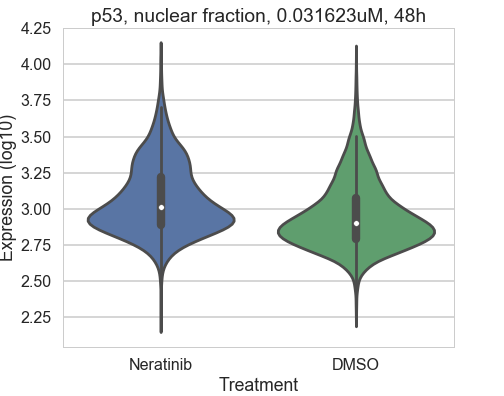 p53, nuclear fraction, 0.031623uM, 48h
Expression (log10)
4.25
4.00
3.75
3.50
3.25
3.00
2.75
2.50
2.25
Neratinib
DMSO
Treatment